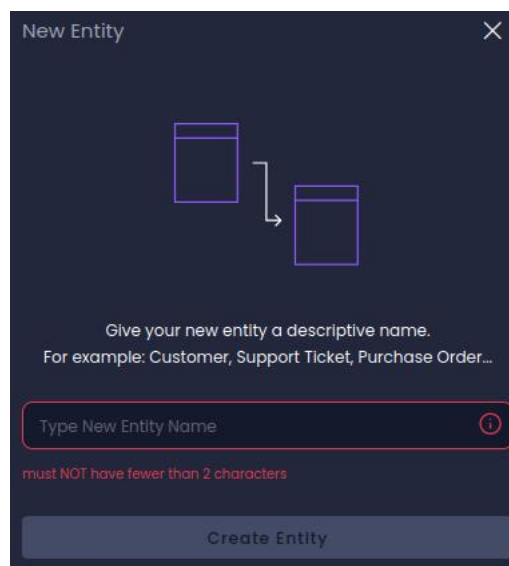 New Entity
Give your new entity a descriptive name.
For example: Customer, Support Ticket, Purchase Order...
Type New Entity Name
must NOT have fewer than 2 characters
Create Entity